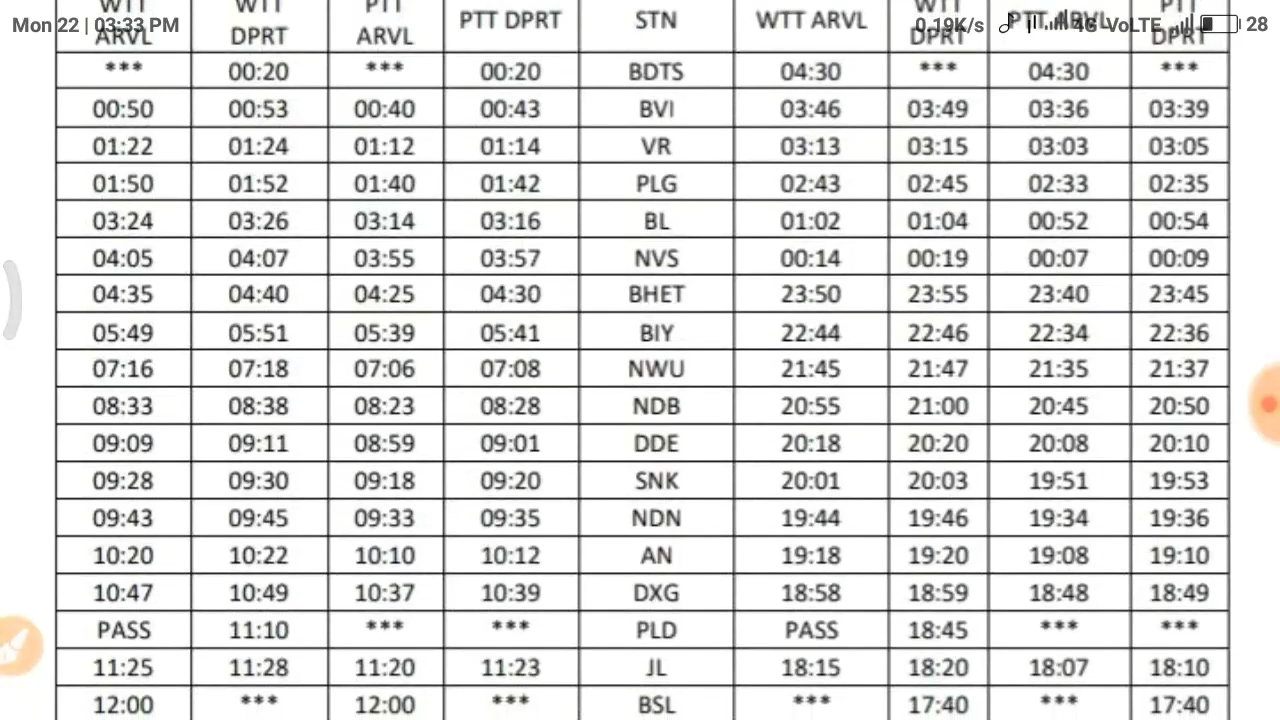 WTT ARVL WTT DPRT PTT ARVL PTT DPRT STN WTT ARVL WTT DPRT PTT ARVL PTT DPRT
Mon 22 | 03:33 PM 0.19K/s 4G VoLTE 28
*** 00:20 *** 00:20 BDTS 04:30 *** 04:30 ***
00:50 00:53 00:40 00:43 BVI 03:46 03:49 03:36 03:39
01:22 01:24 01:12 01:14 VR 03:13 03:15 03:03 03:05
01:50 01:52 01:40 01:42 PLG 02:43 02:45 02:33 02:35
03:24 03:26 03:14 03:16 BL 01:02 01:04 00:52 00:54
04:05 04:07 03:55 03:57 NVS 00:14 00:19 00:07 00:09
04:35 04:40 04:25 04:30 BHET 23:50 23:55 23:40 23:45
05:49 05:51 05:39 05:41 BIY 22:44 22:46 22:34 22:36
07:16 07:18 07:06 07:08 NWU 21:45 21:47 21:35 21:37
08:33 08:38 08:23 08:28 NDB 20:55 21:00 20:45 20:50
09:09 09:11 08:59 09:01 DDE 20:18 20:20 20:08 20:10
09:28 09:30 09:18 09:20 SNK 20:01 20:03 19:51 19:53
09:43 09:45 09:33 09:35 NDN 19:44 19:46 19:34 19:36
10:20 10:22 10:10 10:12 AN 19:18 19:20 19:08 19:10
10:47 10:49 10:37 10:39 DXG 18:58 18:59 18:48 18:49
PASS 11:10 *** *** PLD PASS 18:45 *** ***
11:25 11:28 11:20 11:23 JL 18:15 18:20 18:07 18:10
12:00 *** 12:00 *** BSL *** 17:40 *** 17:40